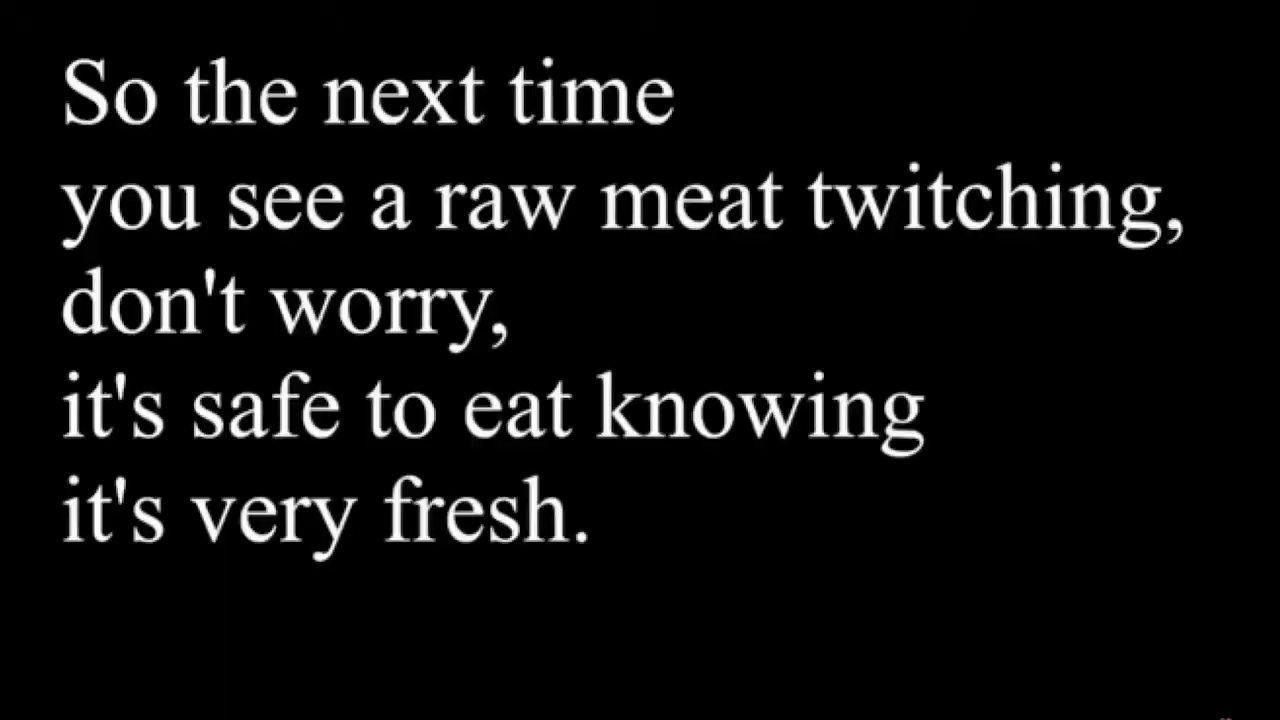 So the next time
you see a raw meat twitching,
don't worry,
it's safe to eat knowing
it's very fresh.